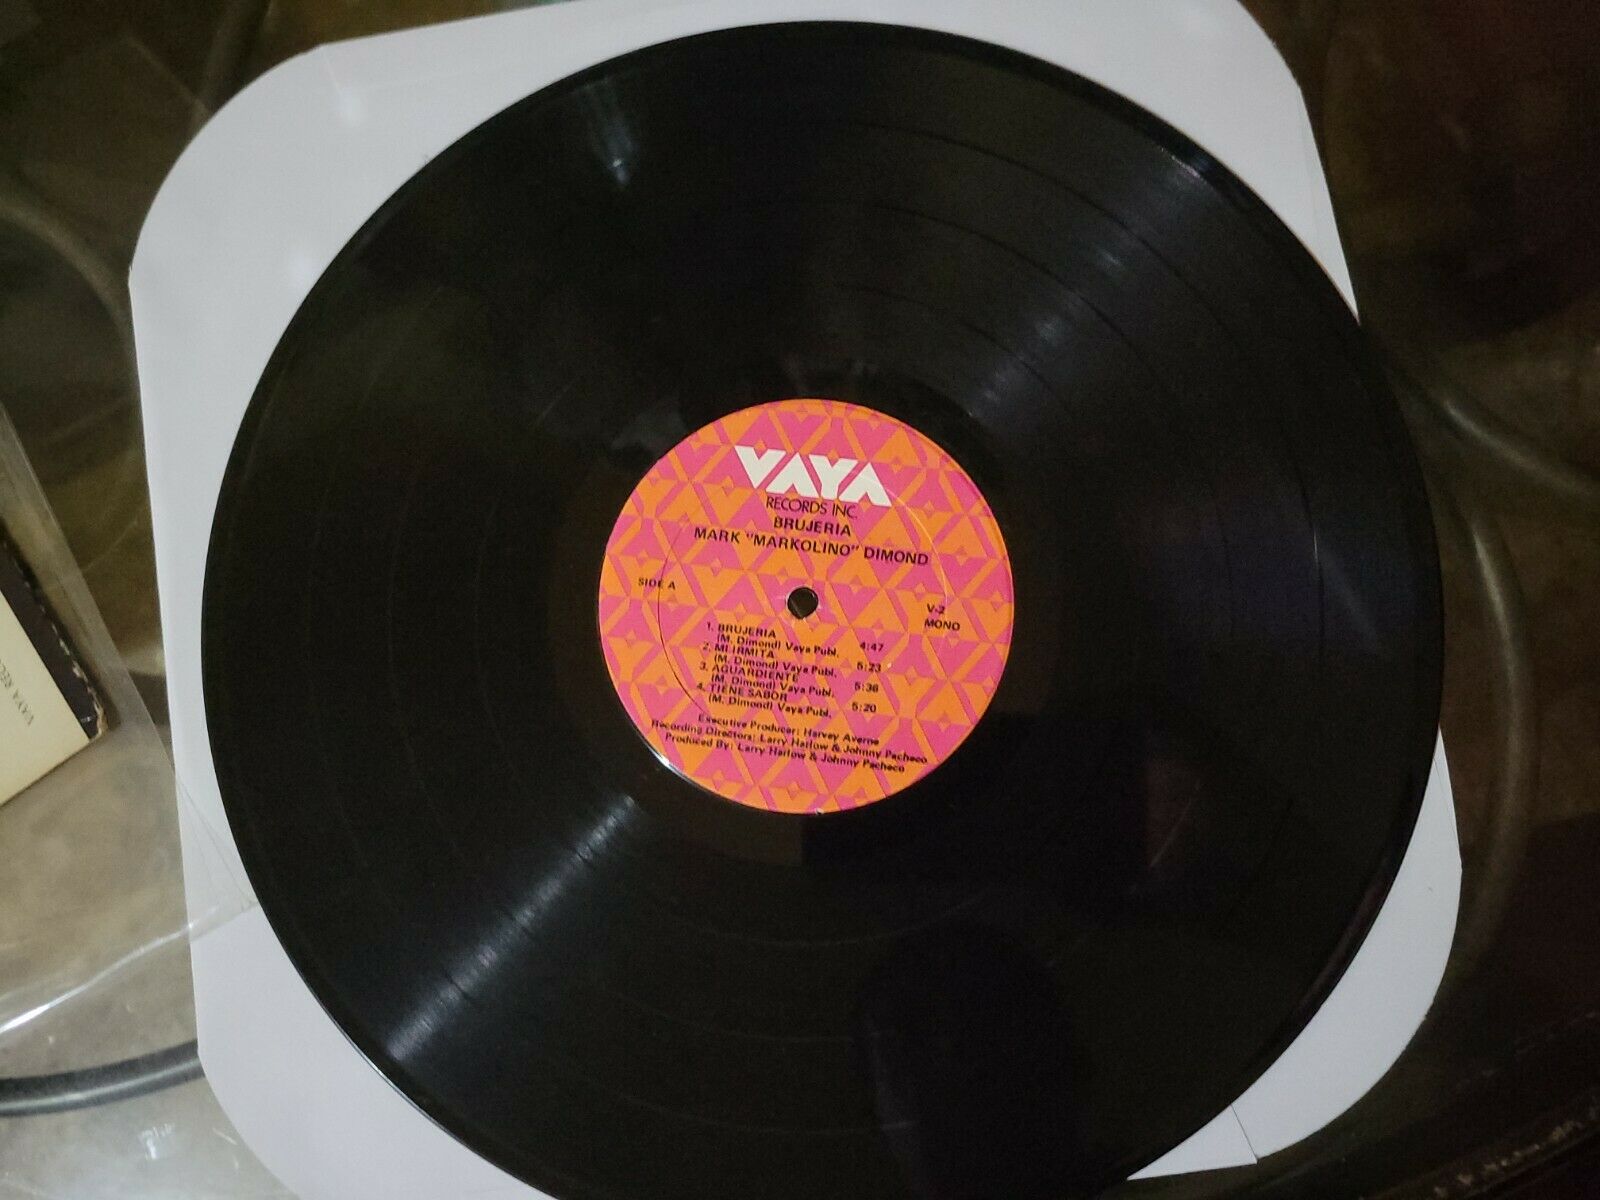 VAYA
RECORDS INC.
BRUJERIA
MARK "MARKOLINO" DIMOND
SIDE A
V-2
MONO
1. BRUJERIA
(M. Dimond) Vaya Publ. 4:47
2. MI IRMITA
(M. Dimond) Vaya Publ. 5:23
3. AGUARDIENTE
(M. Dimond) Vaya Publ. 5:36
4. TIENE SABOR
(M. Dimond) Vaya Publ. 5:20
Executive Producer: Harvey Averne
Recording Directors: Larry Harlow & Johnny Pacheco
Produced By: Larry Harlow & Johnny Pacheco
VAYA